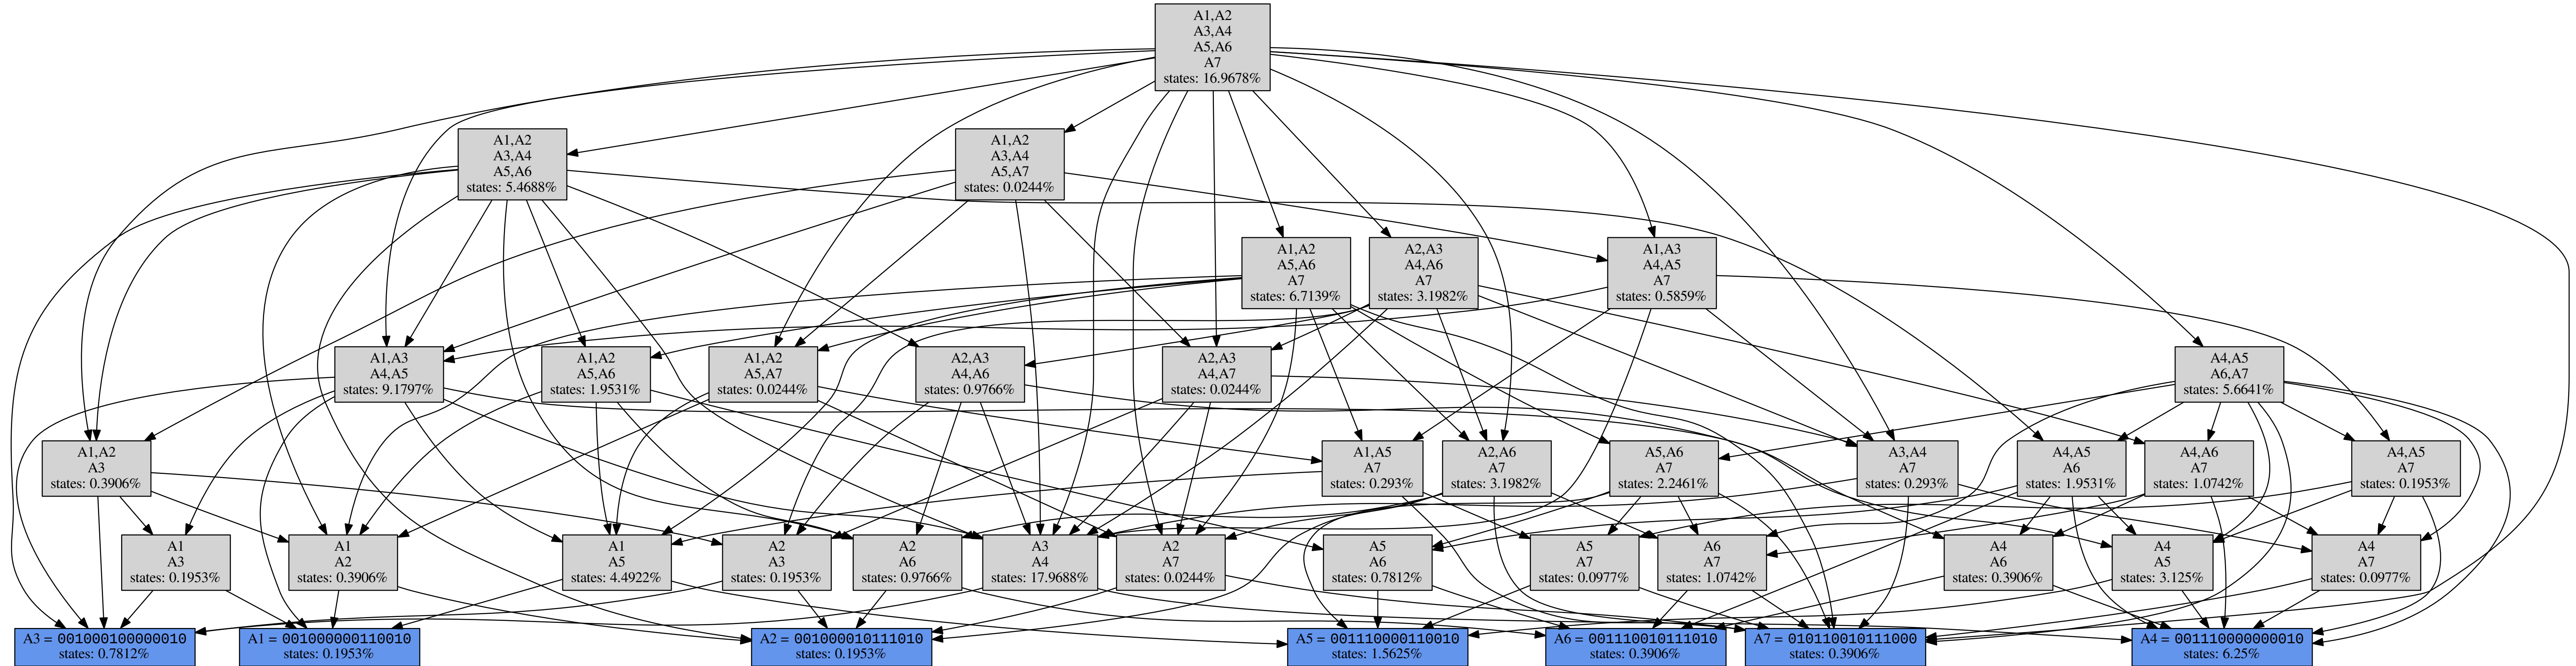 A1,A2
A3,A4
A5,A6
A7
states: 16.9678%
A1,A2
A3,A4
A5,A6
states: 5.4688%
A1,A2
A3,A4
A5,A7
states: 0.0244%
A1,A2
A5,A6
A7
states: 6.7139%
A2,A3
A4,A6
A7
states: 3.1982%
A1,A3
A4,A5
A7
states: 0.5859%
A1,A3
A4,A5
states: 9.1797%
A1,A2
A5,A6
states: 1.9531%
A1,A2
A5,A7
states: 0.0244%
A2,A3
A4,A6
states: 0.9766%
A2,A3
A4,A7
states: 0.0244%
A4,A5
A6,A7
states: 5.6641%
A1,A2
A3
states: 0.3906%
A1,A5
A7
states: 0.293%
A2,A6
A7
states: 3.1982%
A5,A6
A7
states: 2.2461%
A3,A4
A7
states: 0.293%
A4,A5
A6
states: 1.9531%
A4,A6
A7
states: 1.0742%
A4,A5
A7
states: 0.1953%
A1
A3
states: 0.1953%
A1
A2
states: 0.3906%
A1
A5
states: 4.4922%
A2
A3
states: 0.1953%
A2
A6
states: 0.9766%
A3
A4
states: 17.9688%
A2
A7
states: 0.0244%
A5
A6
states: 0.7812%
A5
A7
states: 0.0977%
A6
A7
states: 1.0742%
A4
A6
states: 0.3906%
A4
A5
states: 3.125%
A4
A7
states: 0.0977%
A3 = 001000100000010
states: 0.7812%
A1 = 0010000000110010
states: 0.1953%
A2 = 0010000101111010
states: 0.1953%
A5 = 0011110000110010
states: 1.5625%
A6 = 0011110010111010
states: 0.3906%
A7 = 0101110010111000
states: 0.3906%
A4 = 0011110000000010
states: 6.25%